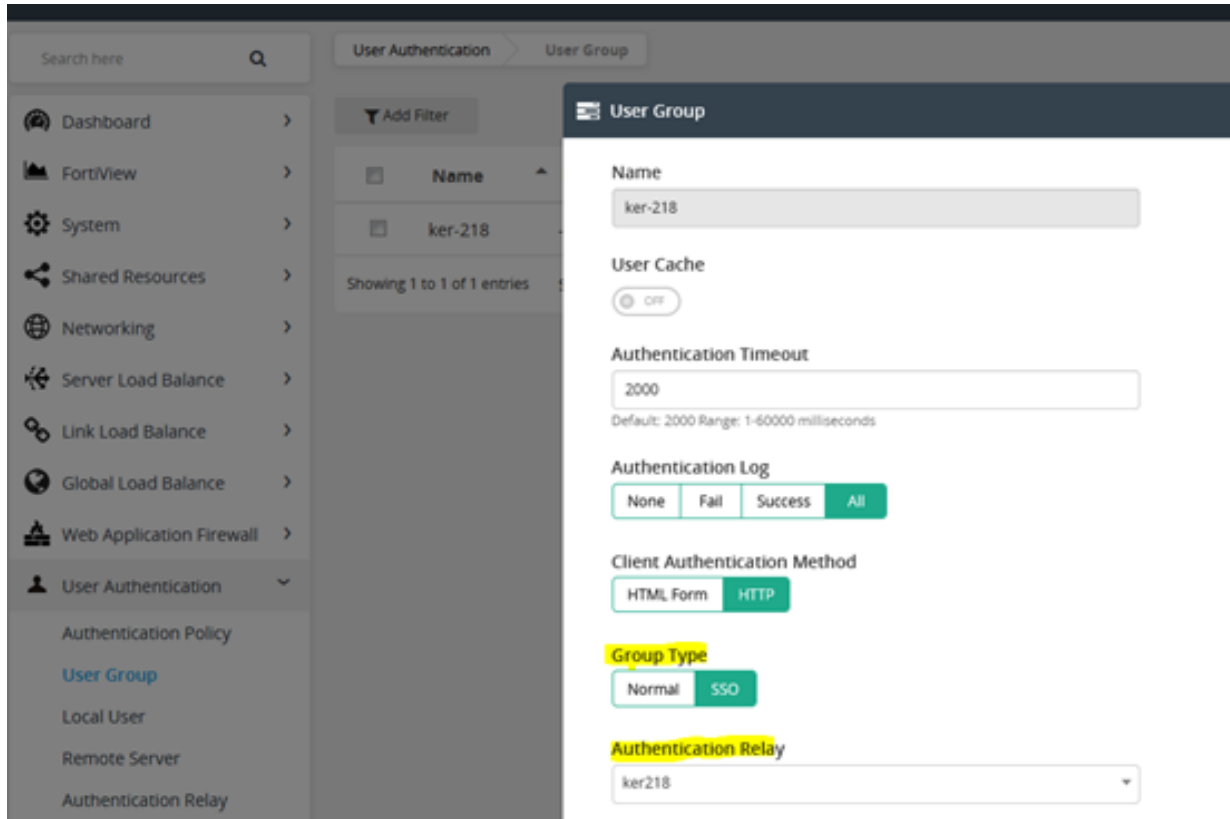 Search here
Dashboard
FortiView
System
Shared Resources
Networking
Server Load Balance
Link Load Balance
Global Load Balance
Web Application Firewall
User Authentication
Authentication Policy
User Group
Local User
Remote Server
Authentication Relay
User Authentication
User Group
Add Filter
Name
ker-218
Showing 1 to 1 of 1 entries
User Group
Name
ker-218
User Cache
OFF
Authentication Timeout
2000
Default: 2000 Range: 1-60000 milliseconds
Authentication Log
None Fail Success All
Client Authentication Method
HTML Form HTTP
Group Type
Normal SSO
Authentication Relay
ker218